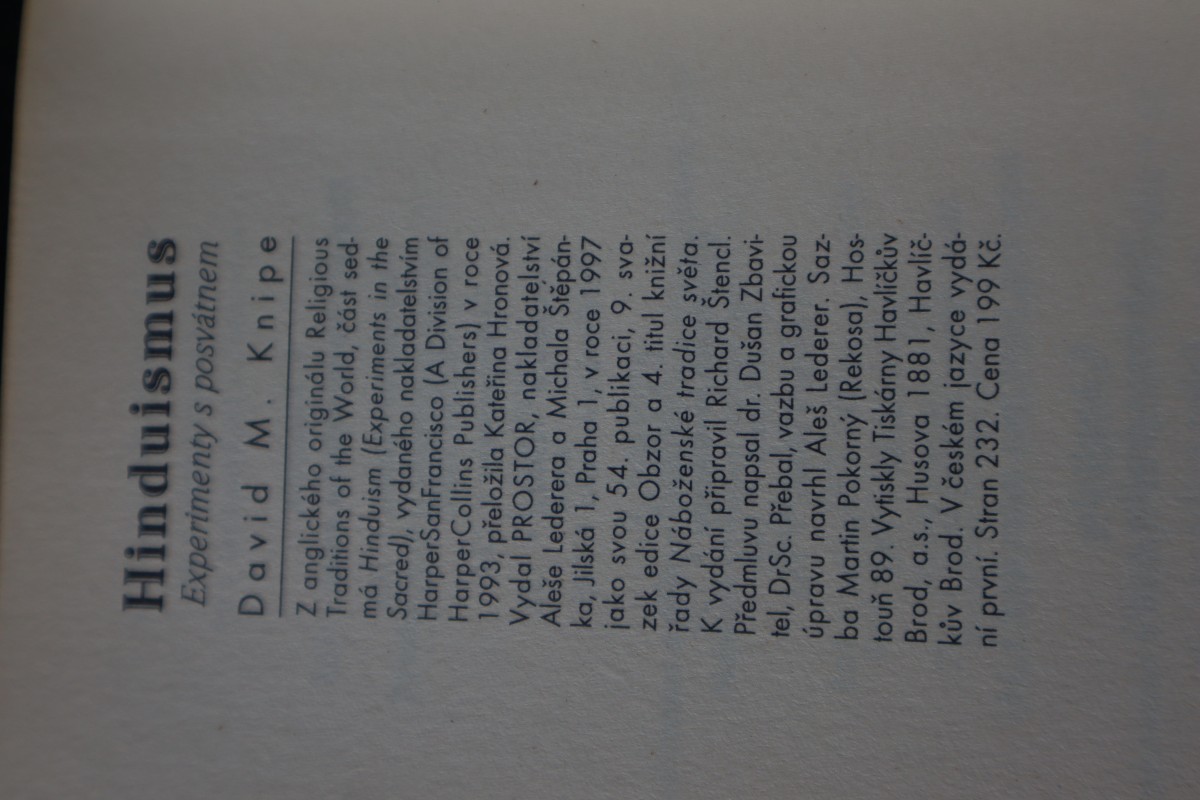 Hinduismus
Experimenty s posvátnem
David M. Knipe
Z anglického originálu Religious
Traditions of the World, část sed-
má Hinduism (Experiments in the
Sacred), vydaného nakladatelstvím
HarperSanFrancisco (A Division of
HarperCollins Publishers) v roce
1993, přeložila Kateřina Hronová.
Vydal PROSTOR, nakladatelství
Aleše Lederera a Michala Štěpán-
ka, Jilská 1, Praha 1, v roce 1997
jako svou 54. publikaci, 9. sva-
zek edice Obzor a 4. titul knižní
řady Náboženské tradice světa.
K vydání připravil Richard Štencl.
Předmluvu napsal dr. Dušan Zbavi-
tel, DrSc. Přebal, vazbu a grafickou
úpravu navrhl Aleš Lederer. Saz-
ba Martin Pokorný (Rekosa), Hos-
touň 89. Vytiskly Tiskárny Havlíčkův
Brod, a.s., Husova 1881, Havlíč-
kův Brod. V českém jazyce vydá-
ní první. Stran 232. Cena 199 Kč.